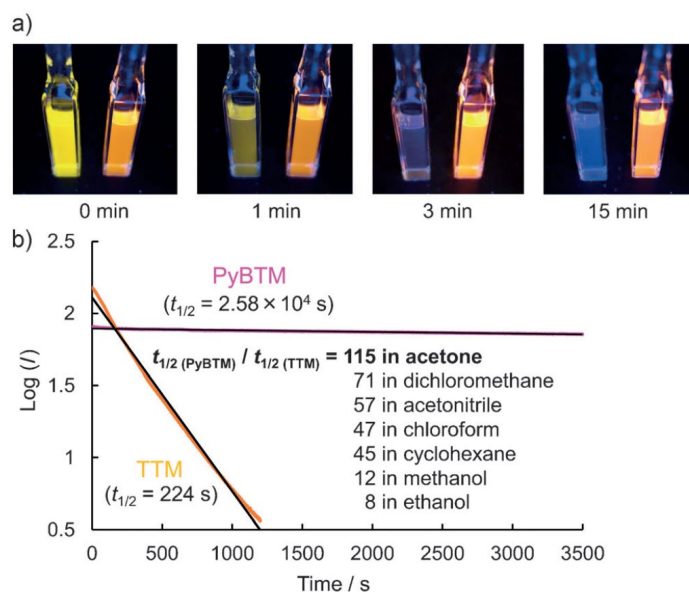 a)
0 min
1 min
3 min
15 min
b)
2.5
2
1.5
1
0.5
Log (I)
PyBTM
(t1/2 = 2.58 × 10⁴ s)
t1/2 (PyBTM) / t1/2 (TTM) = 115 in acetone
71 in dichloromethane
57 in acetonitrile
47 in chloroform
45 in cyclohexane
12 in methanol
8 in ethanol
TTM
(t1/2 = 224 s)
0 500 1000 1500 2000 2500 3000 3500
Time / s